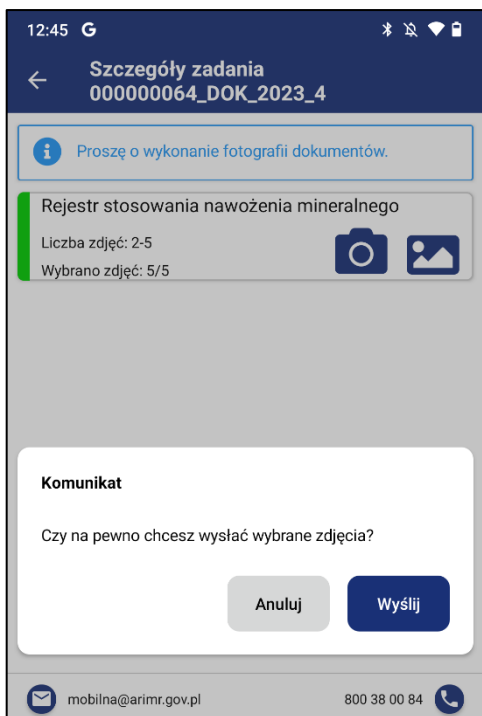 12:45 G
Szczegóły zadania
000000064_DOK_2023_4
Proszę o wykonanie fotografii dokumentów.
Rejestr stosowania nawożenia mineralnego
Liczba zdjęć: 2-5
Wybrano zdjęć: 5/5
Komunikat
Czy na pewno chcesz wysłać wybrane zdjęcia?
Anuluj Wyślij
mobilna@arimr.gov.pl 800 38 00 84